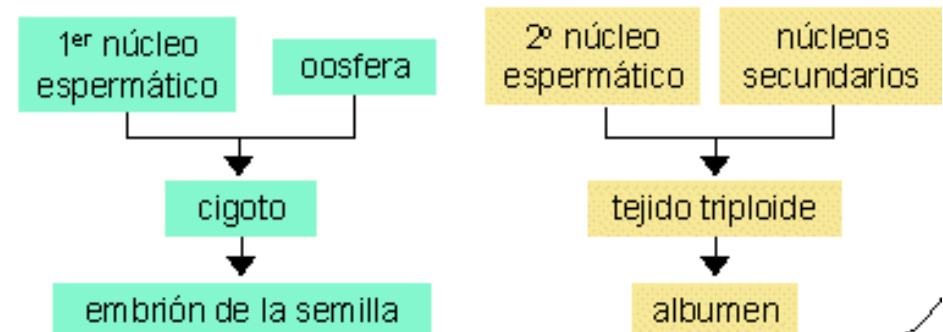 1er núcleo
espermático
oosfera
2º núcleo
espermático
núcleos
secundarios
cigoto
tejido triploide
embrión de la semilla
albumen